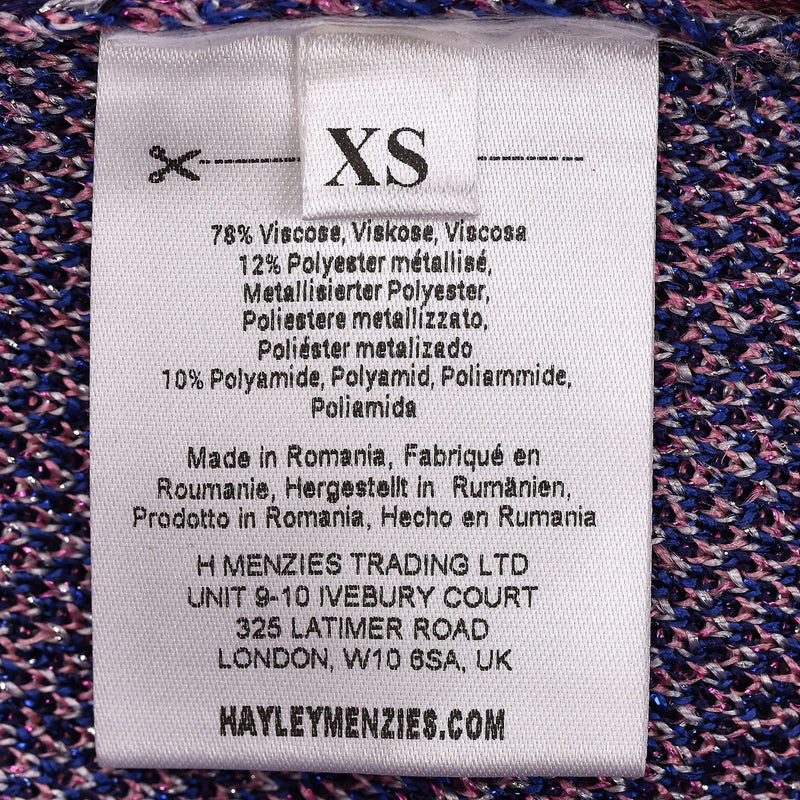 XS
78% Viscose, Viskose, Viscosa
12% Polyester métallisé,
Metallisierter Polyester,
Poliestere metallizzato,
Poliéster metalizado
10% Polyamide, Polyamid, Poliammide,
Poliamida
Made in Romania, Fabriqué en
Roumanie, Hergestellt in Rumänien,
Prodotto in Romania, Hecho en Rumania
H MENZIES TRADING LTD
UNIT 9-10 IVEBURY COURT
325 LATIMER ROAD
LONDON, W10 6SA, UK
HAYLEYMENZIES.COM